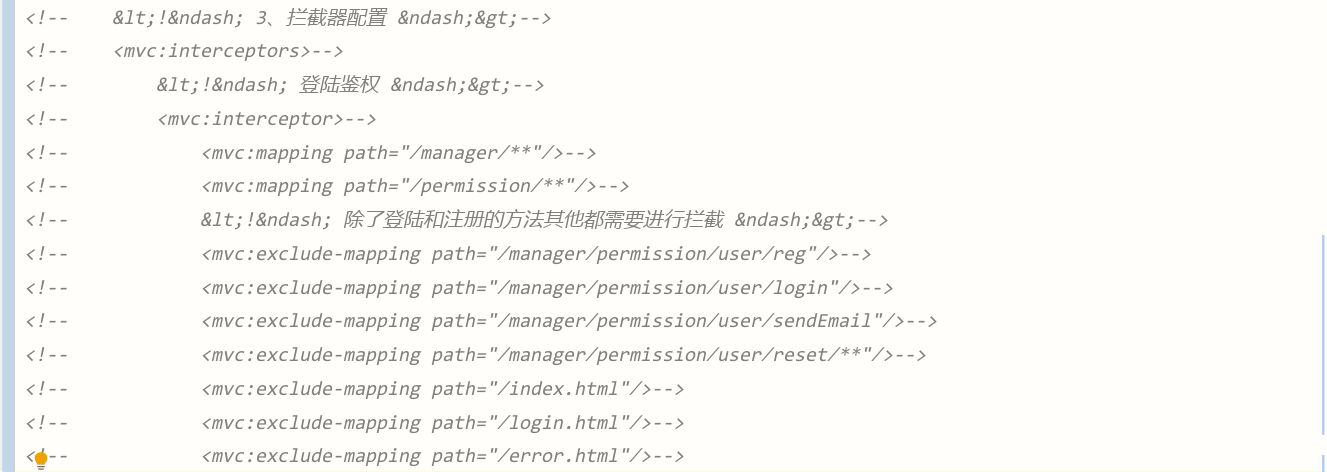 <!--    &lt;!&ndash; 3、拦截器配置 &ndash;&gt;-->
<!--    <mvc:interceptors>-->
<!--        &lt;!&ndash; 登陆鉴权 &ndash;&gt;-->
<!--        <mvc:interceptor>-->
<!--            <mvc:mapping path="/manager/**"/>-->
<!--            <mvc:mapping path="/permission/**"/>-->
<!--            &lt;!&ndash; 除了登陆和注册的方法其他都需要进行拦截 &ndash;&gt;-->
<!--            <mvc:exclude-mapping path="/manager/permission/user/reg"/>-->
<!--            <mvc:exclude-mapping path="/manager/permission/user/login"/>-->
<!--            <mvc:exclude-mapping path="/manager/permission/user/sendEmail"/>-->
<!--            <mvc:exclude-mapping path="/manager/permission/user/reset/**"/>-->
<!--            <mvc:exclude-mapping path="/index.html"/>-->
<!--            <mvc:exclude-mapping path="/login.html"/>-->
<!--            <mvc:exclude-mapping path="/error.html"/>-->